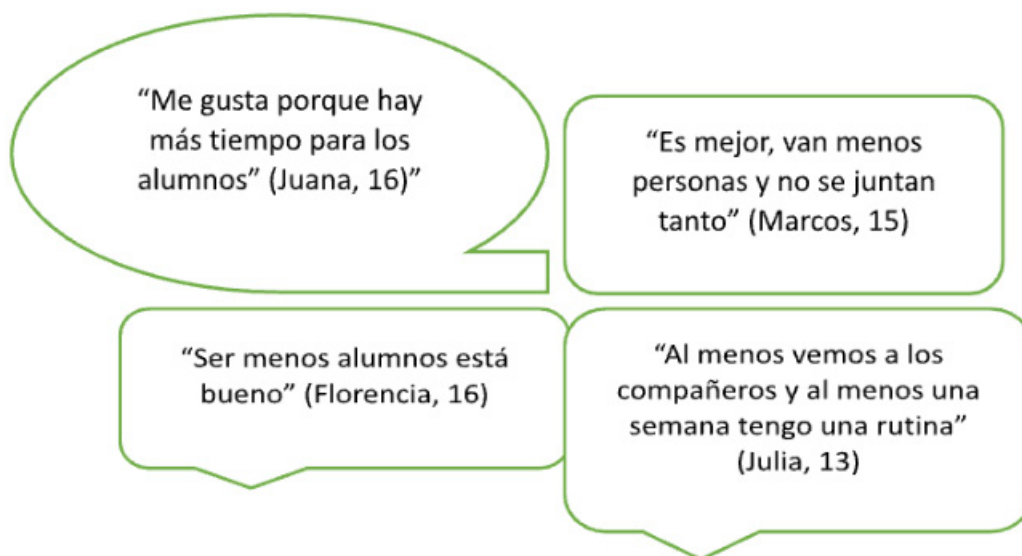 “Me gusta porque hay
más tiempo para los
alumnos” (Juana, 16)”
“Es mejor, van menos
personas y no se juntan
tanto” (Marcos, 15)
“Ser menos alumnos está
bueno” (Florencia, 16)
“Al menos vemos a los
compañeros y al menos una
semana tengo una rutina”
(Julia, 13)